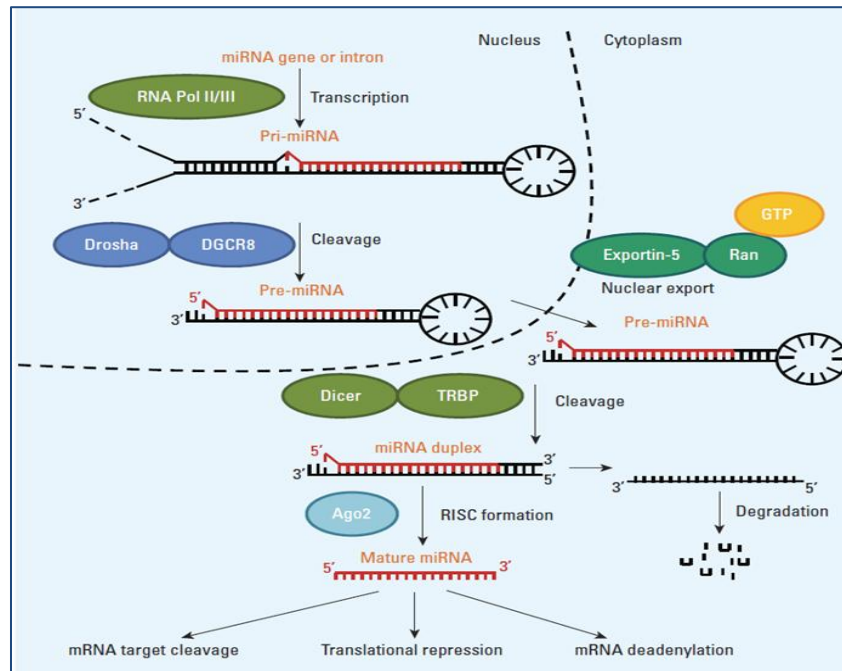 Nucleus
Cytoplasm
miRNA gene or intron
RNA Pol II/III
Transcription
5′
Pri-miRNA
3′
GTP
Drosha
DGCR8
Cleavage
Exportin-5
Ran
Nuclear export
Pre-miRNA
5′
3′
Pre-miRNA
5′
3′
Dicer
TRBP
Cleavage
miRNA duplex
5′
3′
3′
5′
3′
5′
Ago2
RISC formation
Degradation
Mature miRNA
5′
3′
mRNA target cleavage
Translational repression
mRNA deadenylation